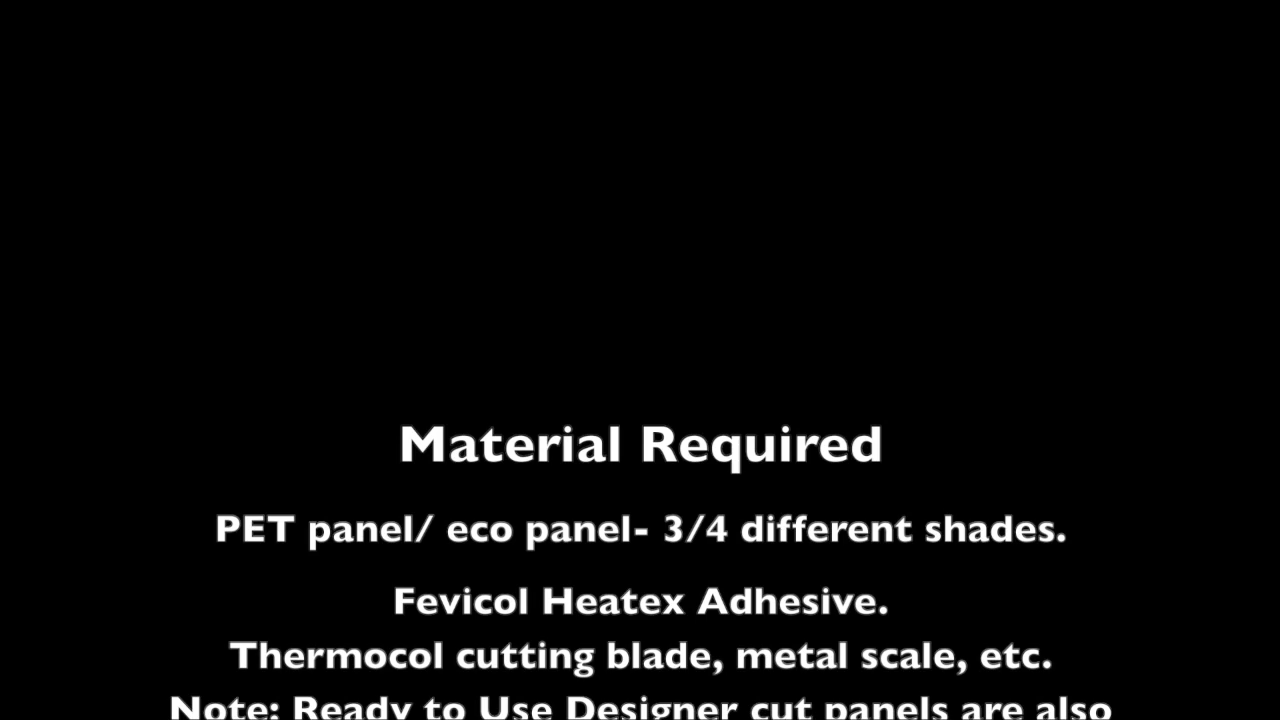 Material Required
PET panel/ eco panel- 3/4 different shades.
Fevicol Heatex Adhesive.
Thermocol cutting blade, metal scale, etc.
Note: Ready to Use Designer cut panels are also